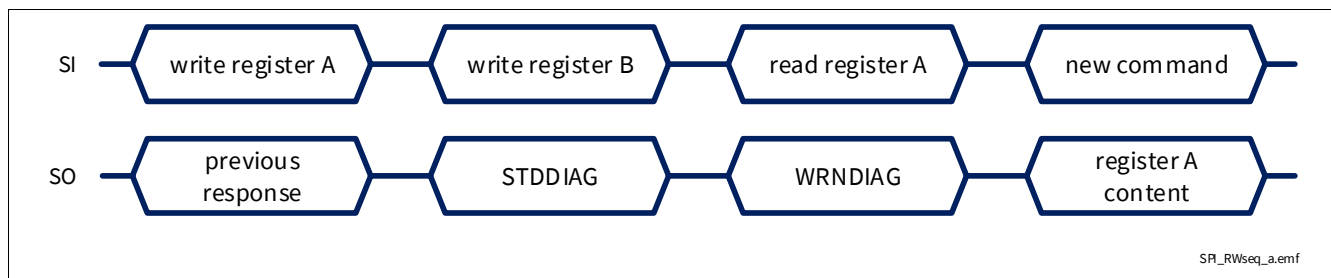 SI
write register A
write register B
read register A
new command
SO
previous
response
STDDIAG
WRNDIAG
register A
content
SPI_RWseq_a.emf